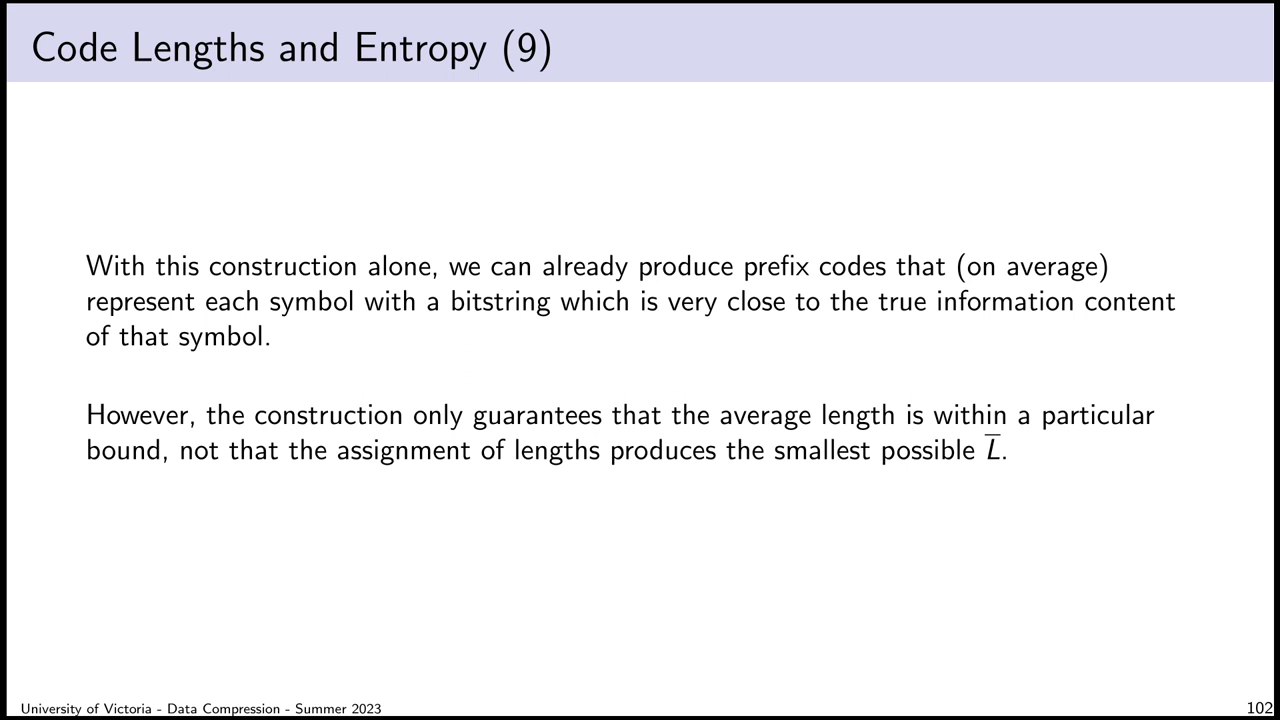 Code Lengths and Entropy (9)
With this construction alone, we can already produce prefix codes that (on average)
represent each symbol with a bitstring which is very close to the true information content
of that symbol.
However, the construction only guarantees that the average length is within a particular
bound, not that the assignment of lengths produces the smallest possible L̅.
University of Victoria - Data Compression - Summer 2023
102